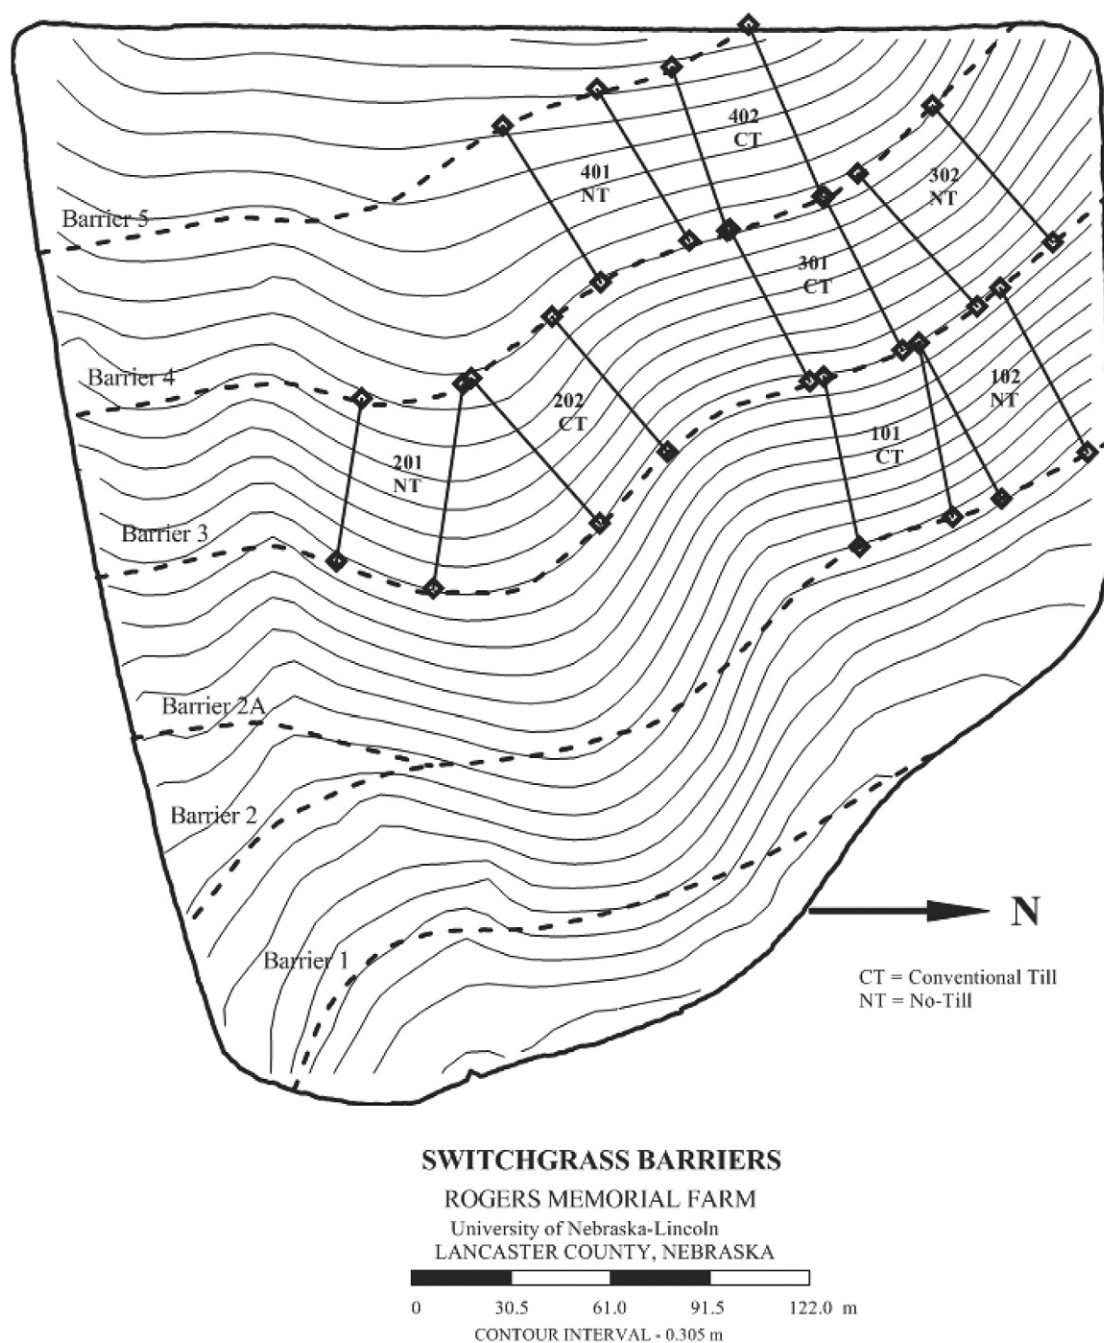 402
CT
401
NT
302
NT
Barrier 5
301
CT
Barrier 4
102
NT
202
CT
101
CT
201
NT
Barrier 3
Barrier 2A
Barrier 2
N
Barrier 1
CT = Conventional Till
NT = No-Till
SWITCHGRASS BARRIERS
ROGERS MEMORIAL FARM
University of Nebraska-Lincoln
LANCASTER COUNTY, NEBRASKA
0 30.5 61.0 91.5 122.0 m
CONTOUR INTERVAL - 0.305 m